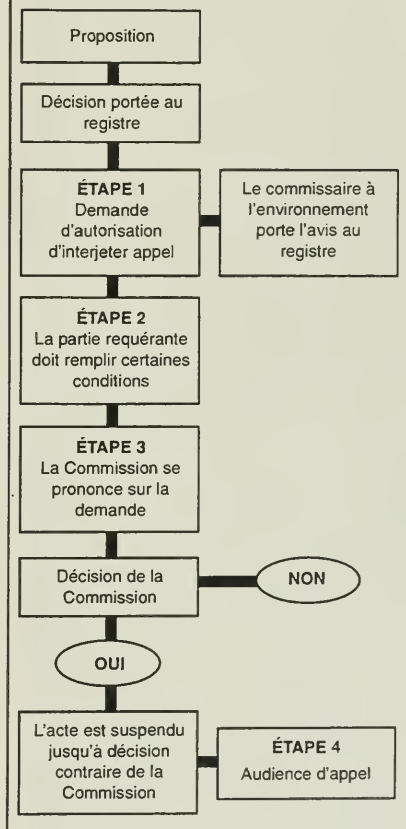 Proposition
Décision portée au
registre
ÉTAPE 1
Demande
d'autorisation
d'interjeter appel
Le commissaire à
l'environnement
porte l'avis au
registre
ÉTAPE 2
La partie requérante
doit remplir certaines
conditions
ÉTAPE 3
La Commission se
prononce sur la
demande
Décision de la
Commission
NON
OUI
L'acte est suspendu
jusqu'à décision
contraire de la
Commission
ÉTAPE 4
Audience d'appel